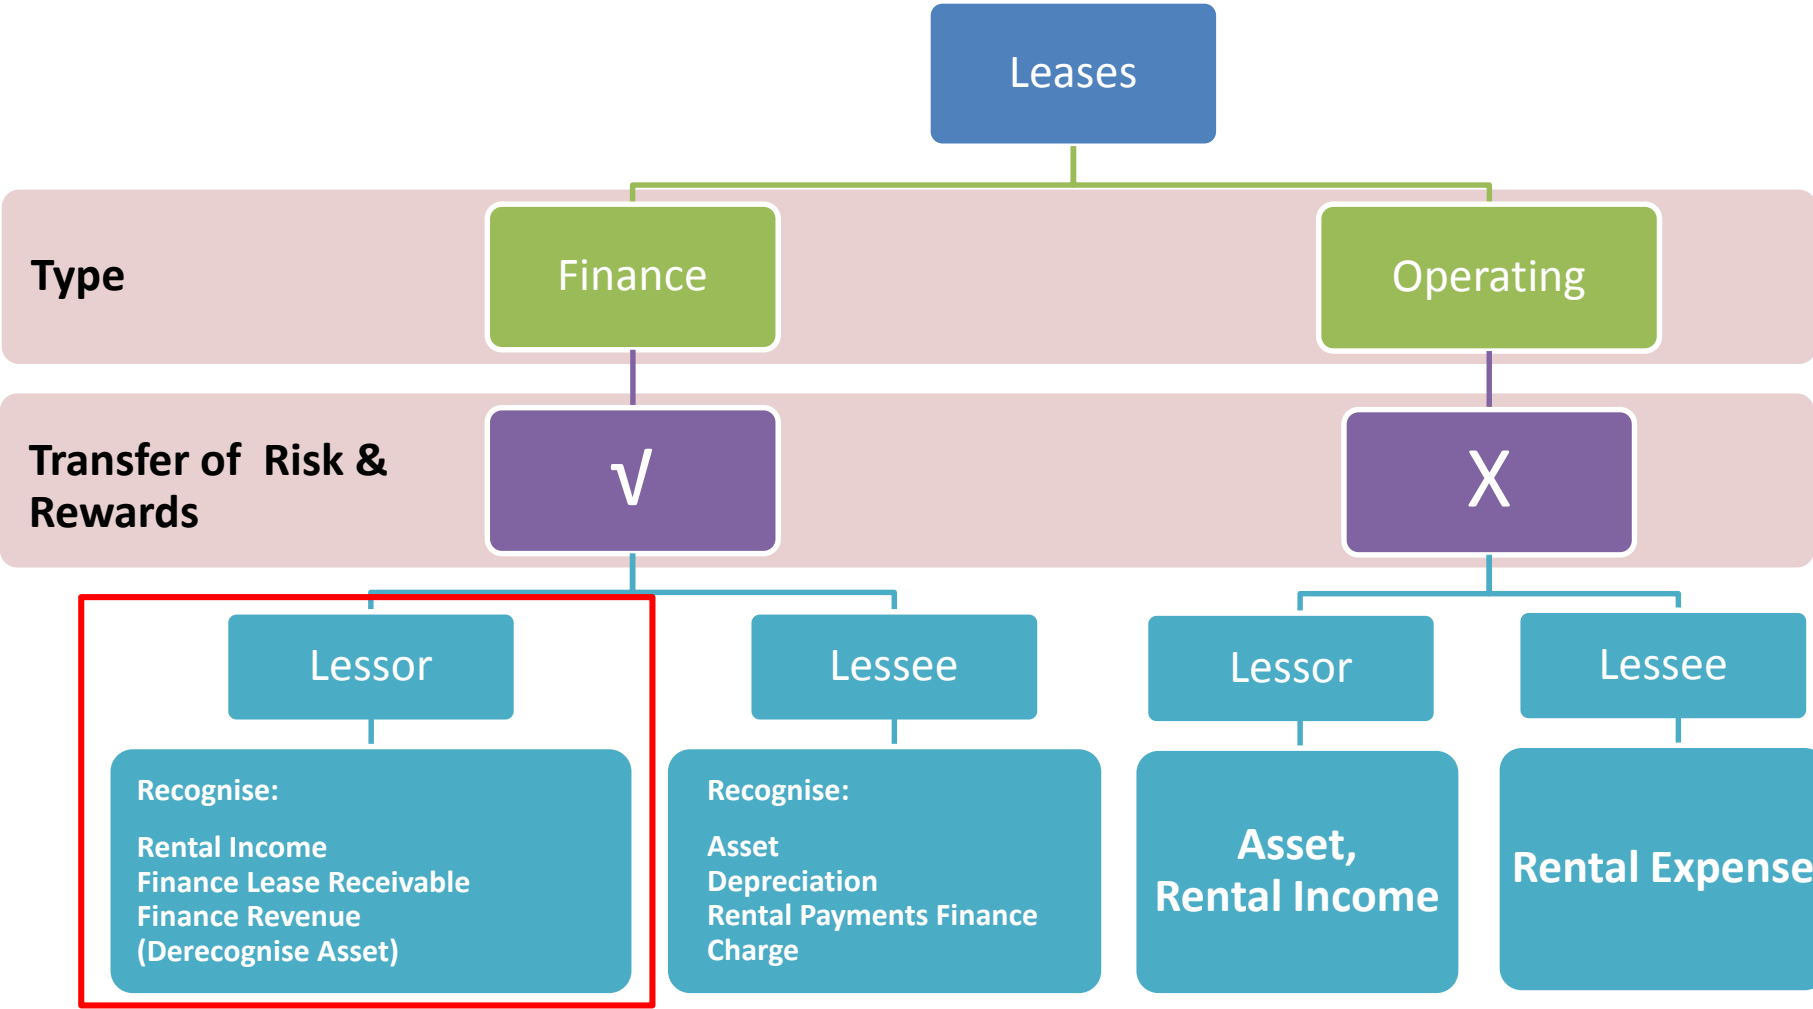 Leases
Type
Finance
Operating
Transfer of Risk &
Rewards
√
X
Lessor
Lessee
Lessor
Lessee
Recognise:
Rental Income
Finance Lease Receivable
Finance Revenue
(Derecognise Asset)
Recognise:
Asset
Depreciation
Rental Payments Finance
Charge
Asset,
Rental Income
Rental Expense